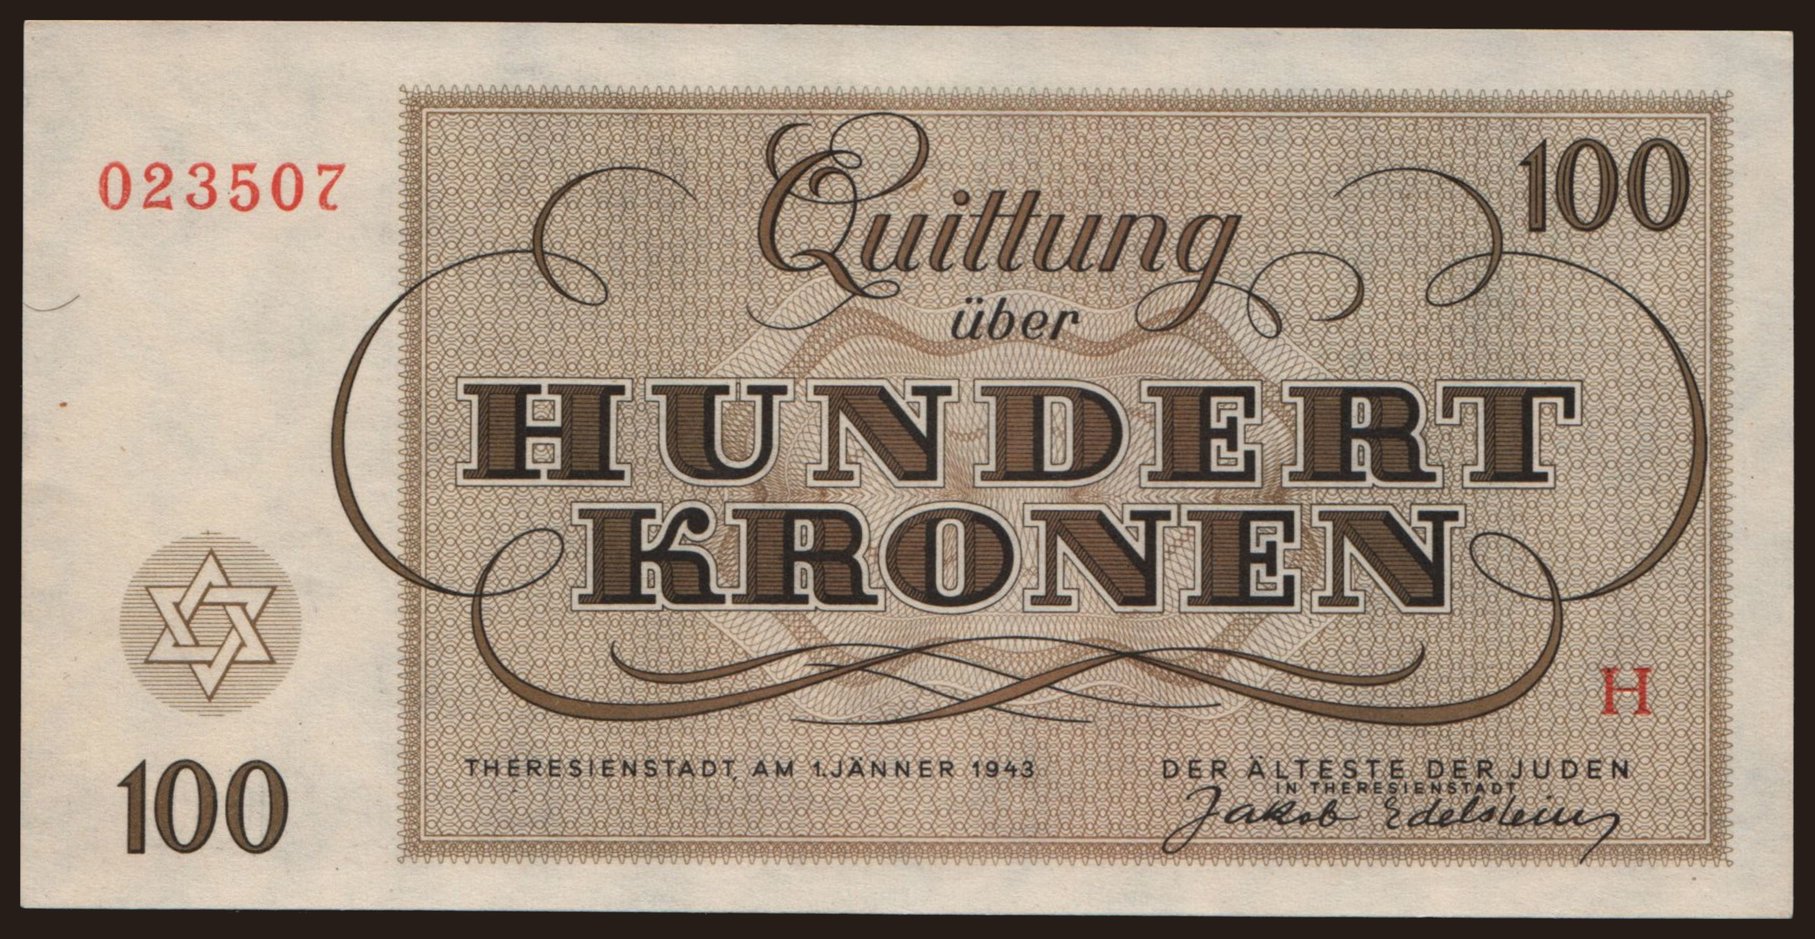 023507
100
Quittung
über
HUNDERT
KRONEN
H
THERESIENSTADT, AM 1. JÄNNER 1943
DER ÄLTESTE DER JUDEN
IN THERESIENSTADT
Jakob Edelstein
100